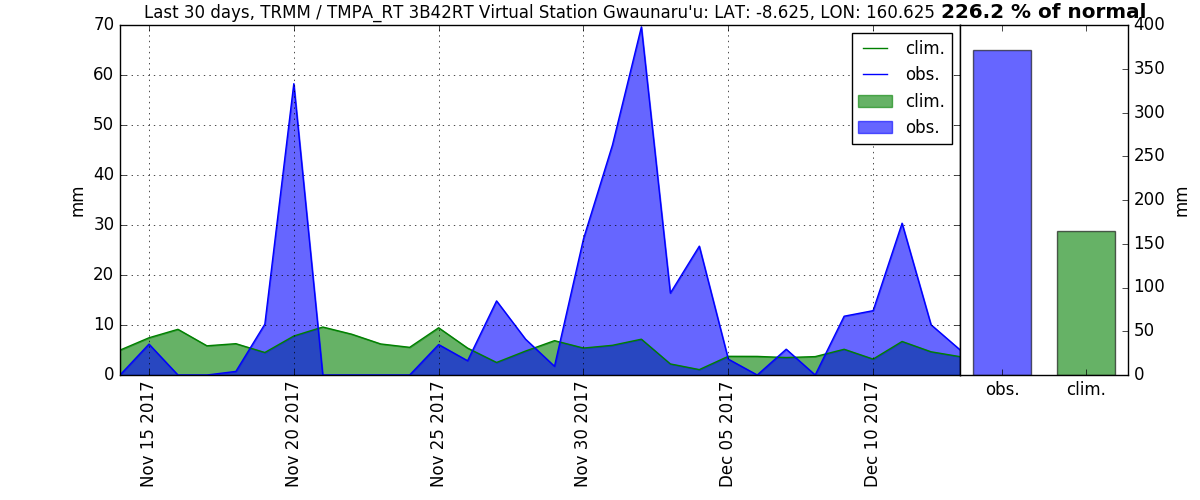 Last 30 days, TRMM / TMPA_RT 3B42RT Virtual Station Gwaunaru'u: LAT: -8.625, LON: 160.625 226.2 % of normal
70
60
50
40
30
20
10
0
mm
clim.
obs.
clim.
obs.
Nov 15 2017
Nov 20 2017
Nov 25 2017
Nov 30 2017
Dec 05 2017
Dec 10 2017
400
350
300
250
200
150
100
50
0
mm
obs.
clim.